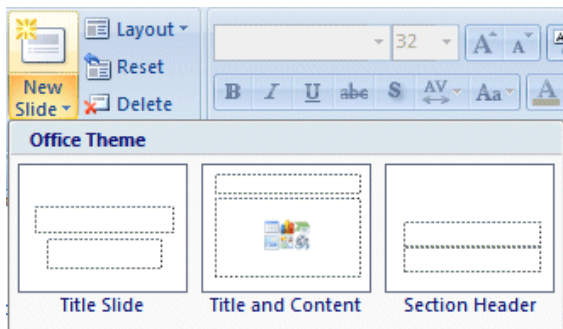 Layout
32
A A
Reset
New
Slide
Delete
B I U abc S AV Aa A
Office Theme
Title Slide
Title and Content
Section Header